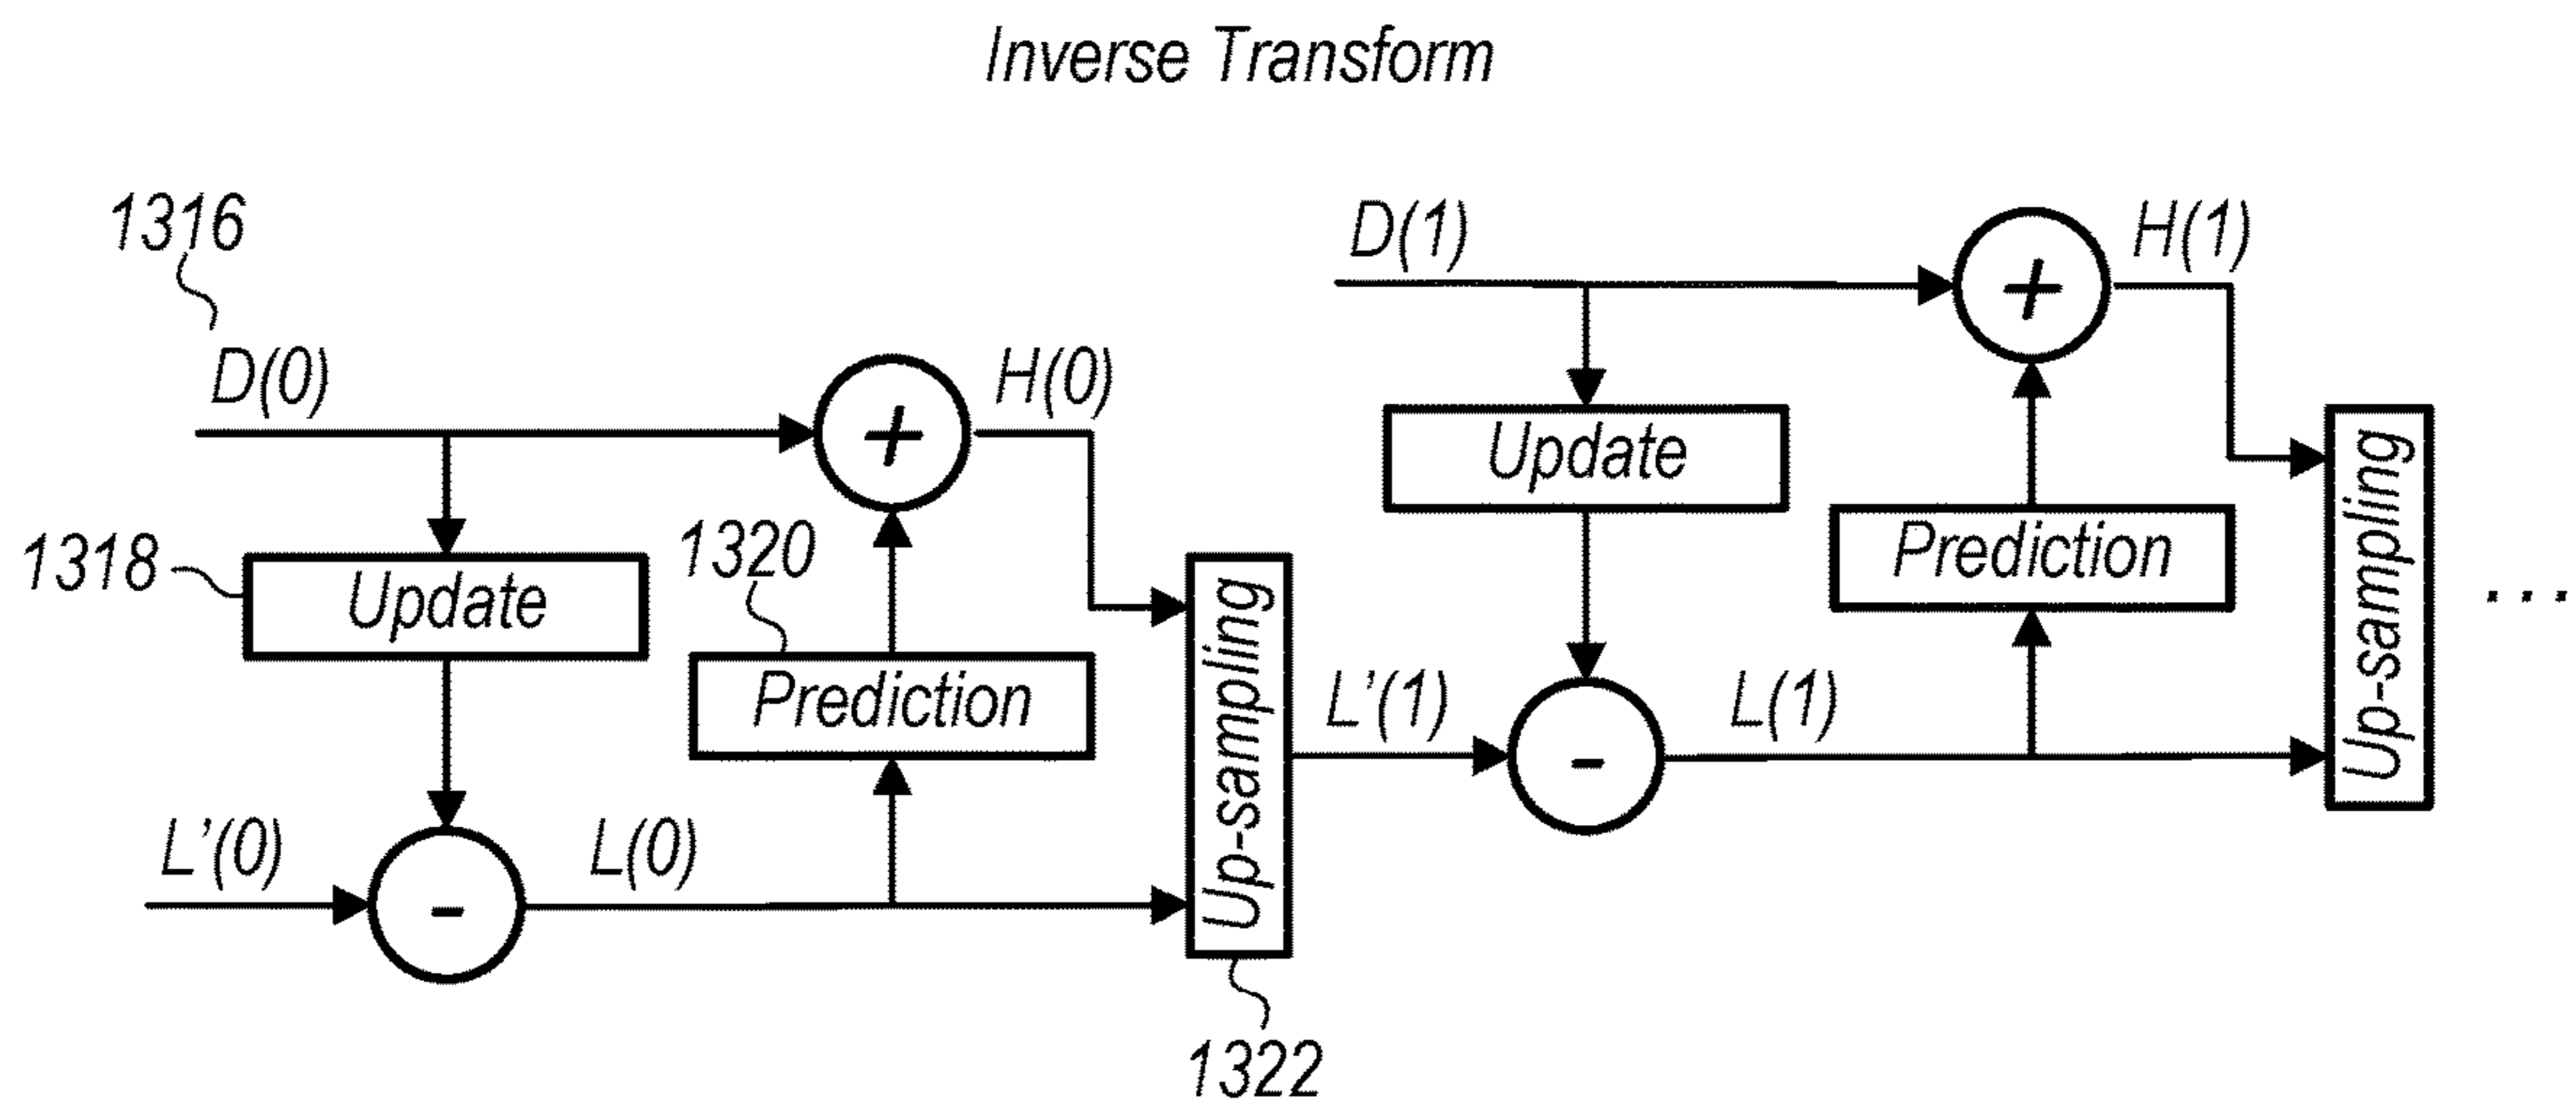 Inverse Transform
1316
D(0)
H(0)
D(1)
H(1)
+
+
1318
Update
1320
Prediction
Up-sampling
Update
Prediction
Up-sampling
...
L'(0)
-
L(0)
L'(1)
-
L(1)
1322